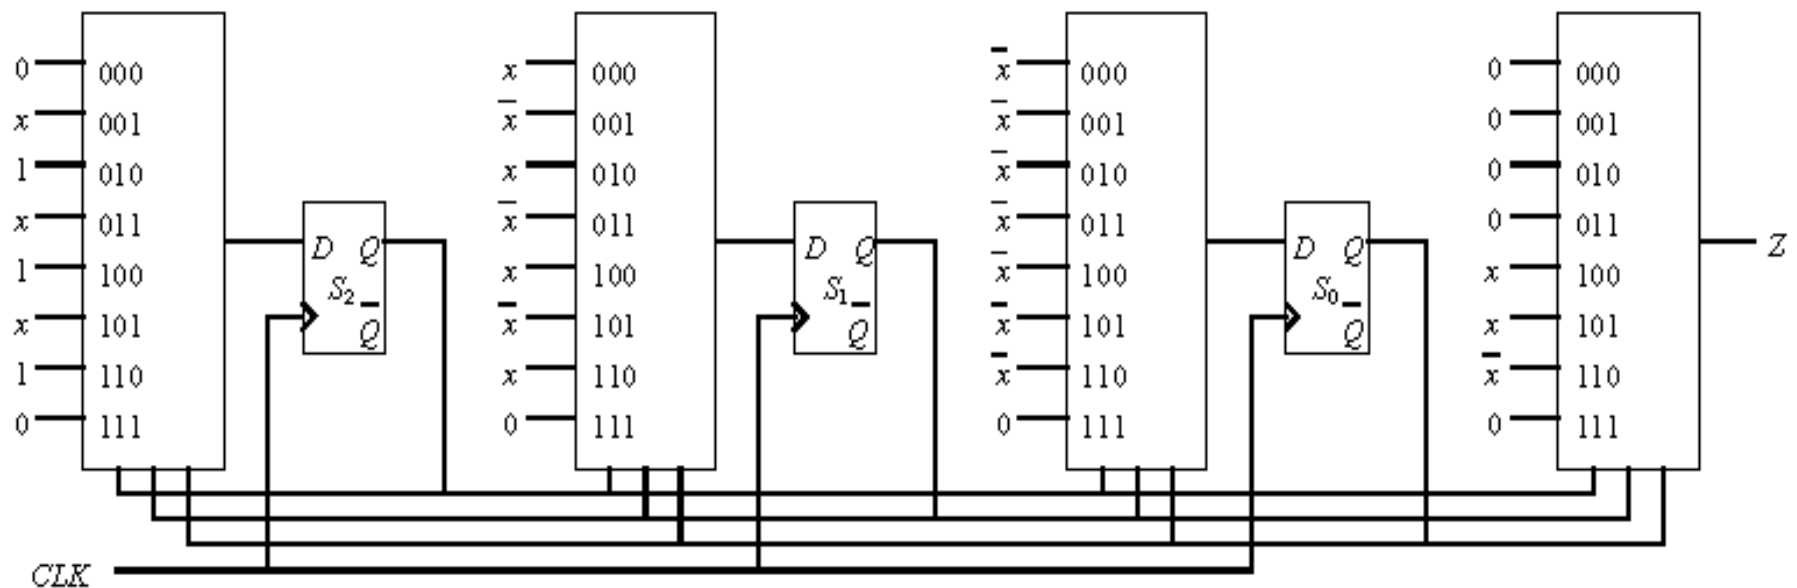 0 000 x 000 x̅ 000 0 000
x 001 x̅ 001 x̅ 001 0 001
1 010 x 010 x̅ 010 0 010
x 011 x̅ 011 x̅ 011 0 011
D Q D Q D Q Z
1 100 x 100 x̅ 100 x 100
S₂ S₁ S₀
x 101 x̅ 101 x̅ 101 x 101
Q̅ Q̅ Q̅
1 110 x 110 x̅ 110 x̅ 110
0 111 0 111 0 111 0 111
CLK